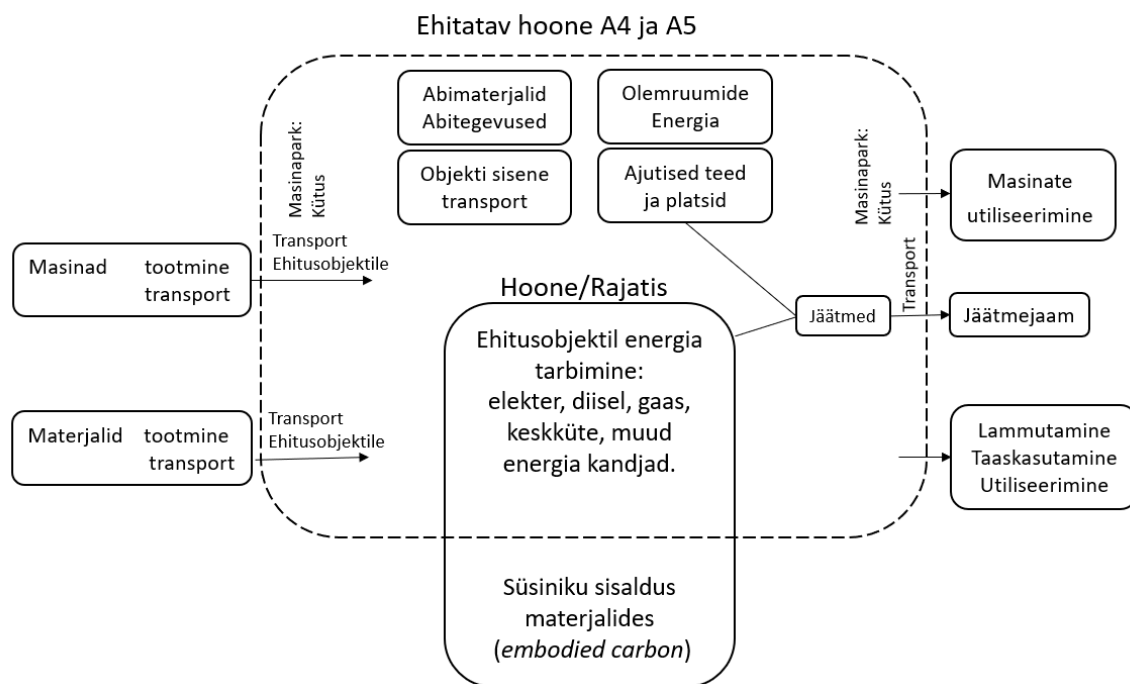 Ehitatav hoone A4 ja A5
Abimaterjalid
Abitegevused
Olemruumide
Energia
Masinapark:
Kütus
Objekti sisene
transport
Ajutised teed
ja platsid
Masinapark:
Kütus
Masinate
utiliseerimine
Masinad tootmine
transport
Transport
Ehitusobjektile
Hoone/Rajatis
Jäätmed
Transport
Jäätmejaam
Ehitusobjektil energia
tarbimine:
elekter, diisel, gaas,
keskküte, muud
energia kandjad.
Materjalid tootmine
transport
Transport
Ehitusobjektile
Lammutamine
Taaskasutamine
Utiliseerimine
Süsiniku sisaldus
materjalides
(embodied carbon)